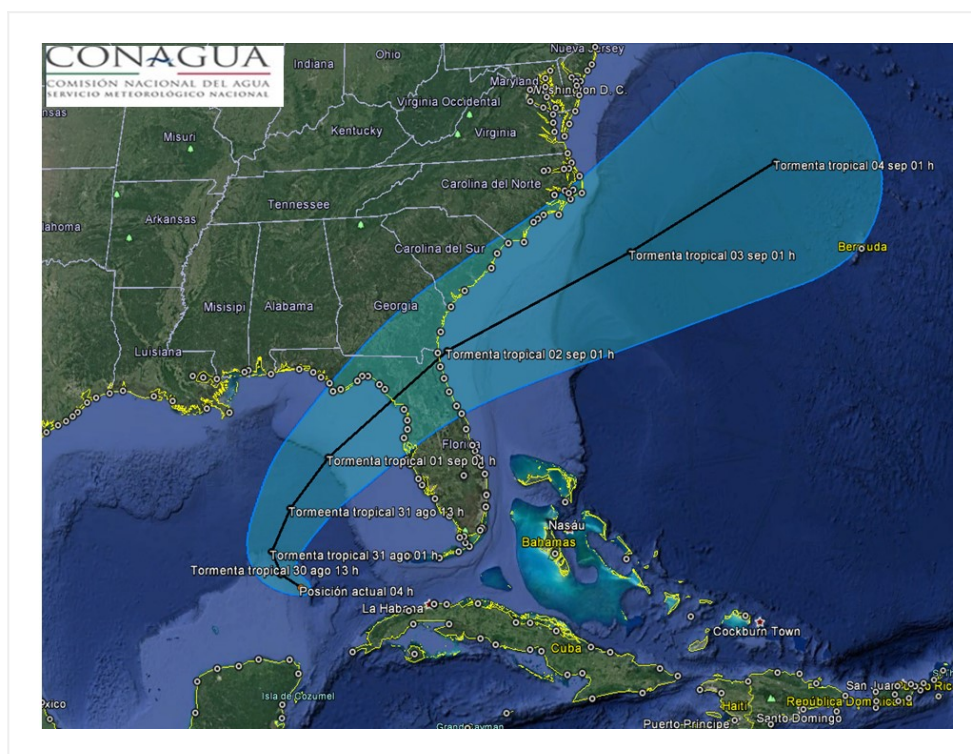 CONAGUA
COMISIÓN NACIONAL DEL AGUA
SERVICIO METEOROLÓGICO NACIONAL
Indiana
Ohio
Nueva Jersey
Maryland
Washington D. C.
Virginia Occidental
Misuri
Kentucky
Virginia
Carolina del Norte
Tennessee
Arkansas
Carolina del Sur
Misisipi
Alabama
Georgia
Luisiana
Tormenta tropical 04 sep 01 h
Bermuda
Tormenta tropical 03 sep 01 h
Tormenta tropical 02 sep 01 h
Florida
Tormenta tropical 01 sep 01 h
Tormeenta tropical 31 ago 13 h
Nasáu
Bahamas
Tormenta tropical 31 ago 01 h
Tormenta tropical 30 ago 13 h
Posición actual 04 h
La Habana
Cockburn Town
Cuba
Isla de Cozumel
San Juan
Haití
República Dominicana
Puerto Príncipe
Santo Domingo